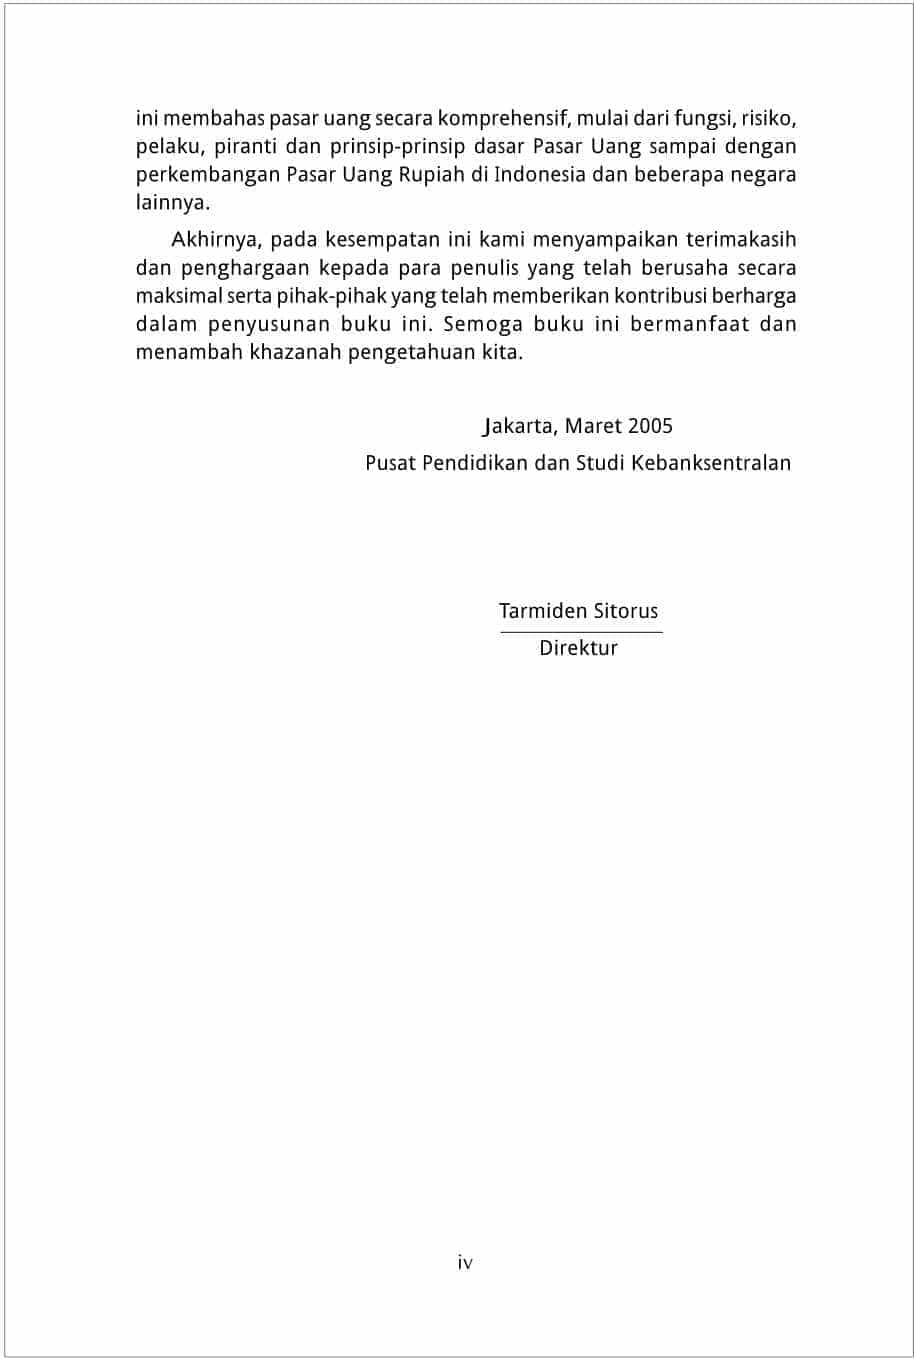 ini membahas pasar uang secara komprehensif, mulai dari fungsi, risiko,
pelaku, piranti dan prinsip-prinsip dasar Pasar Uang sampai dengan
perkembangan Pasar Uang Rupiah di Indonesia dan beberapa negara
lainnya.
Akhirnya, pada kesempatan ini kami menyampaikan terimakasih
dan penghargaan kepada para penulis yang telah berusaha secara
maksimal serta pihak-pihak yang telah memberikan kontribusi berharga
dalam penyusunan buku ini. Semoga buku ini bermanfaat dan
menambah khazanah pengetahuan kita.
Jakarta, Maret 2005
Pusat Pendidikan dan Studi Kebanksentralan
Tarmiden Sitorus
Direktur
iv